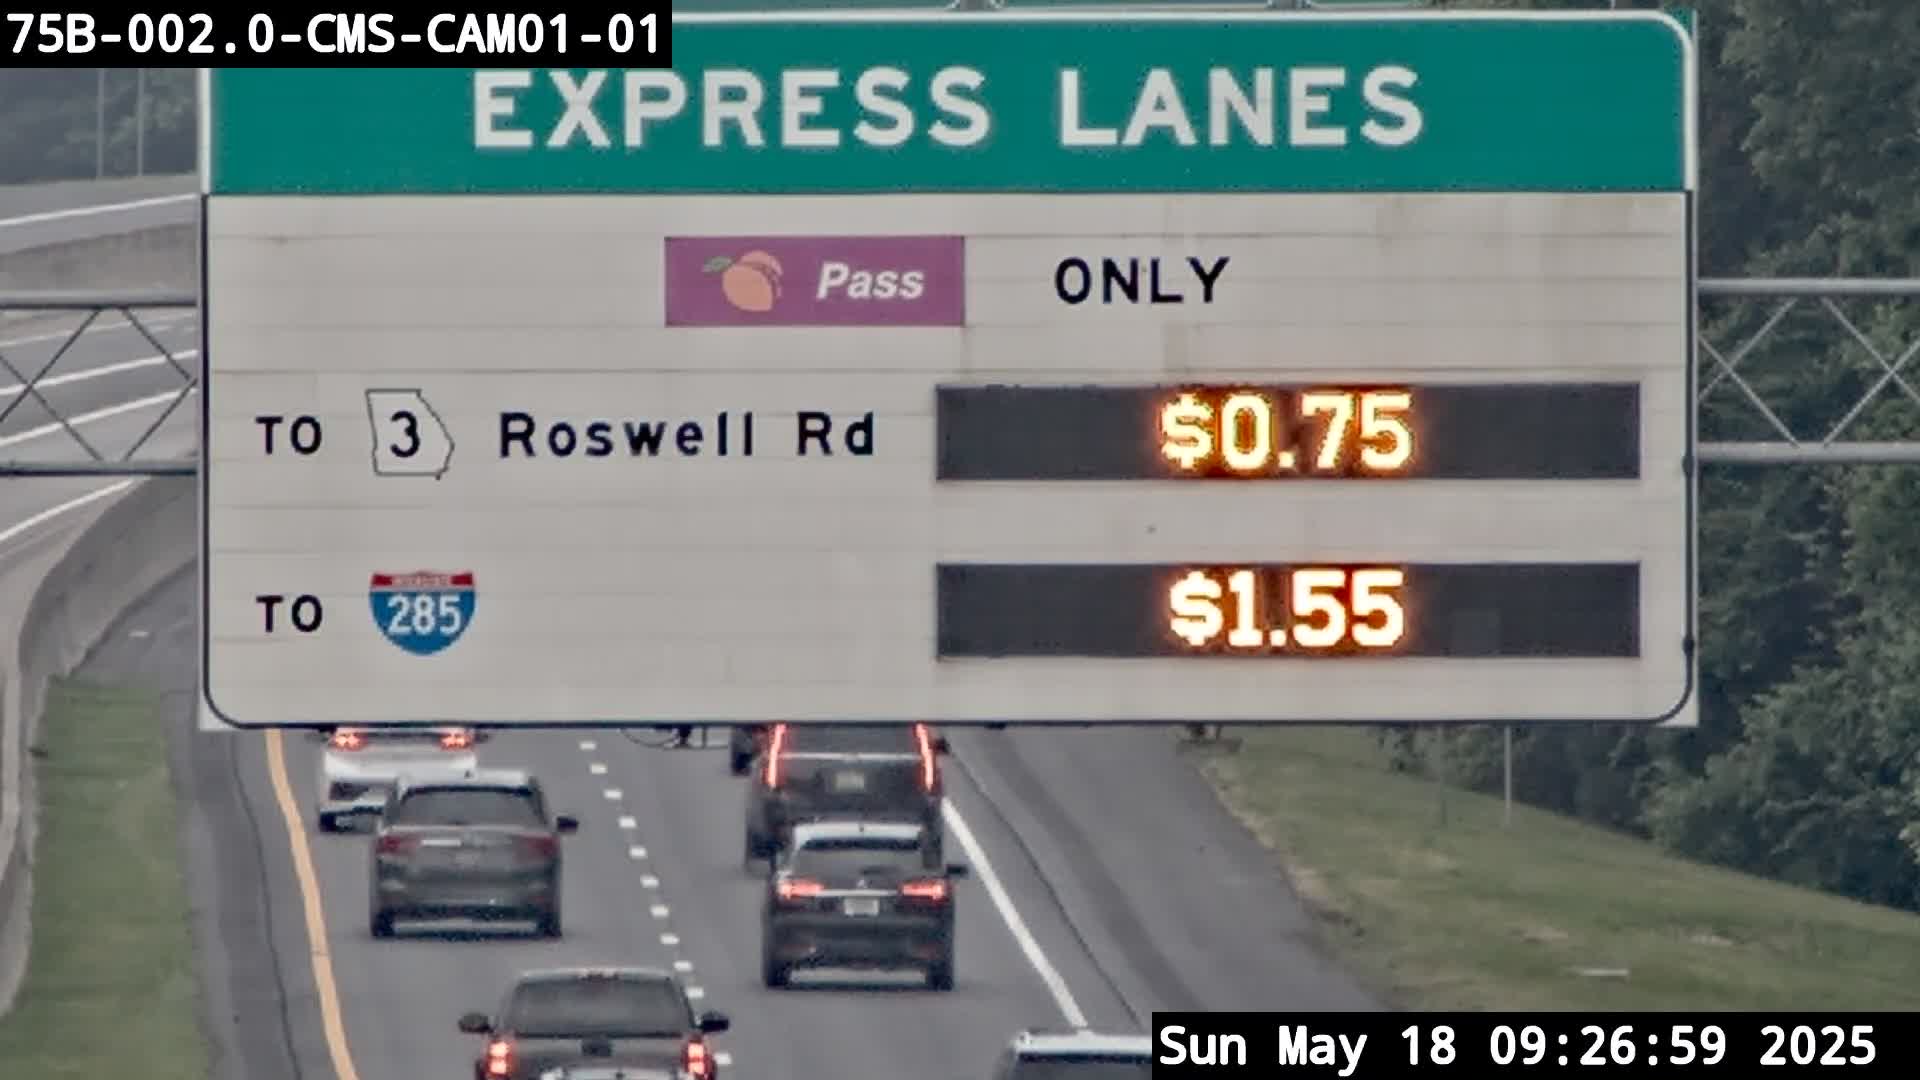 75B-002.0-CMS-CAM01-01
EXPRESS LANES
Pass ONLY
TO 3 Roswell Rd $0.75
TO 285 $1.55
Sun May 18 09:26:59 2025